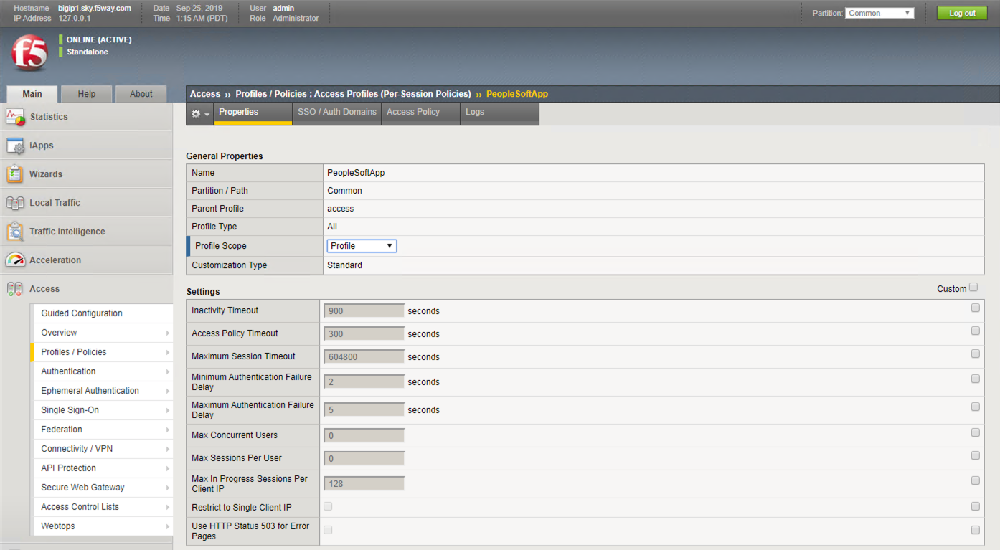 Hostname bigip1.sky.f5way.com Date Sep 25, 2019 User admin
IP Address 127.0.0.1 Time 1:15 AM (PDT) Role Administrator
Partition: Common Log out
f5
ONLINE (ACTIVE)
Standalone
Main Help About
Access ›› Profiles / Policies : Access Profiles (Per-Session Policies) ›› PeopleSoftApp
Properties SSO / Auth Domains Access Policy Logs
Statistics
iApps
Wizards
Local Traffic
Traffic Intelligence
Acceleration
Access
Guided Configuration
Overview
Profiles / Policies
Authentication
Ephemeral Authentication
Single Sign-On
Federation
Connectivity / VPN
API Protection
Secure Web Gateway
Access Control Lists
Webtops
General Properties
Name PeopleSoftApp
Partition / Path Common
Parent Profile access
Profile Type All
Profile Scope Profile
Customization Type Standard
Settings Custom
Inactivity Timeout 900 seconds
Access Policy Timeout 300 seconds
Maximum Session Timeout 604800 seconds
Minimum Authentication Failure
Delay 2 seconds
Maximum Authentication Failure
Delay 5 seconds
Max Concurrent Users 0
Max Sessions Per User 0
Max In Progress Sessions Per
Client IP 128
Restrict to Single Client IP
Use HTTP Status 503 for Error
Pages